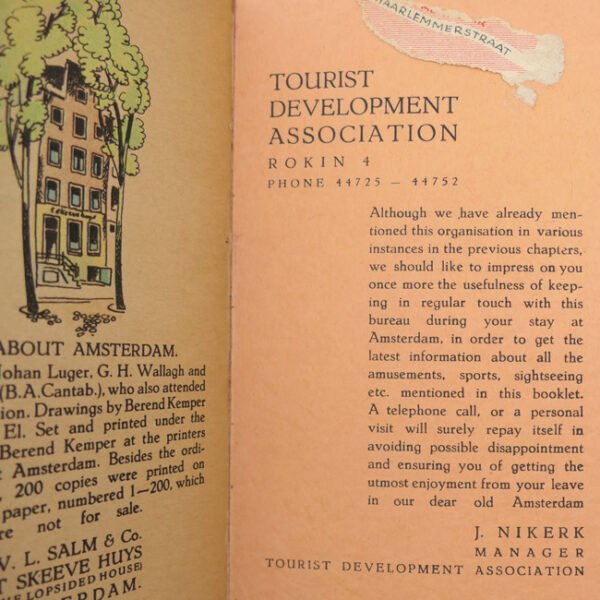 ABOUT AMSTERDAM.
Johan Luger, G. H. Wallagh and
(B.A.Cantab.), who also attended
ion. Drawings by Berend Kemper
El. Set and printed under the
Berend Kemper at the printers
t Amsterdam. Besides the ordi-
, 200 copies were printed on
paper, numbered 1—200, which
re not for sale.
V. L. SALM & Co.
T SKEEVE HUYS
HE LOPSIDED HOUSE)
ERDAM.
HAARLEMMERSTRAAT
TOURIST
DEVELOPMENT
ASSOCIATION
ROKIN 4
PHONE 44725 — 44752
Although we have already men-
tioned this organisation in various
instances in the previous chapters,
we should like to impress on you
once more the usefulness of keep-
ing in regular touch with this
bureau during your stay at
Amsterdam, in order to get the
latest information about all the
amusements, sports, sightseeing
etc. mentioned in this booklet.
A telephone call, or a personal
visit will surely repay itself in
avoiding possible disappointment
and ensuring you of getting the
utmost enjoyment from your leave
in our dear old Amsterdam
J. NIKERK
MANAGER
TOURIST DEVELOPMENT ASSOCIATION